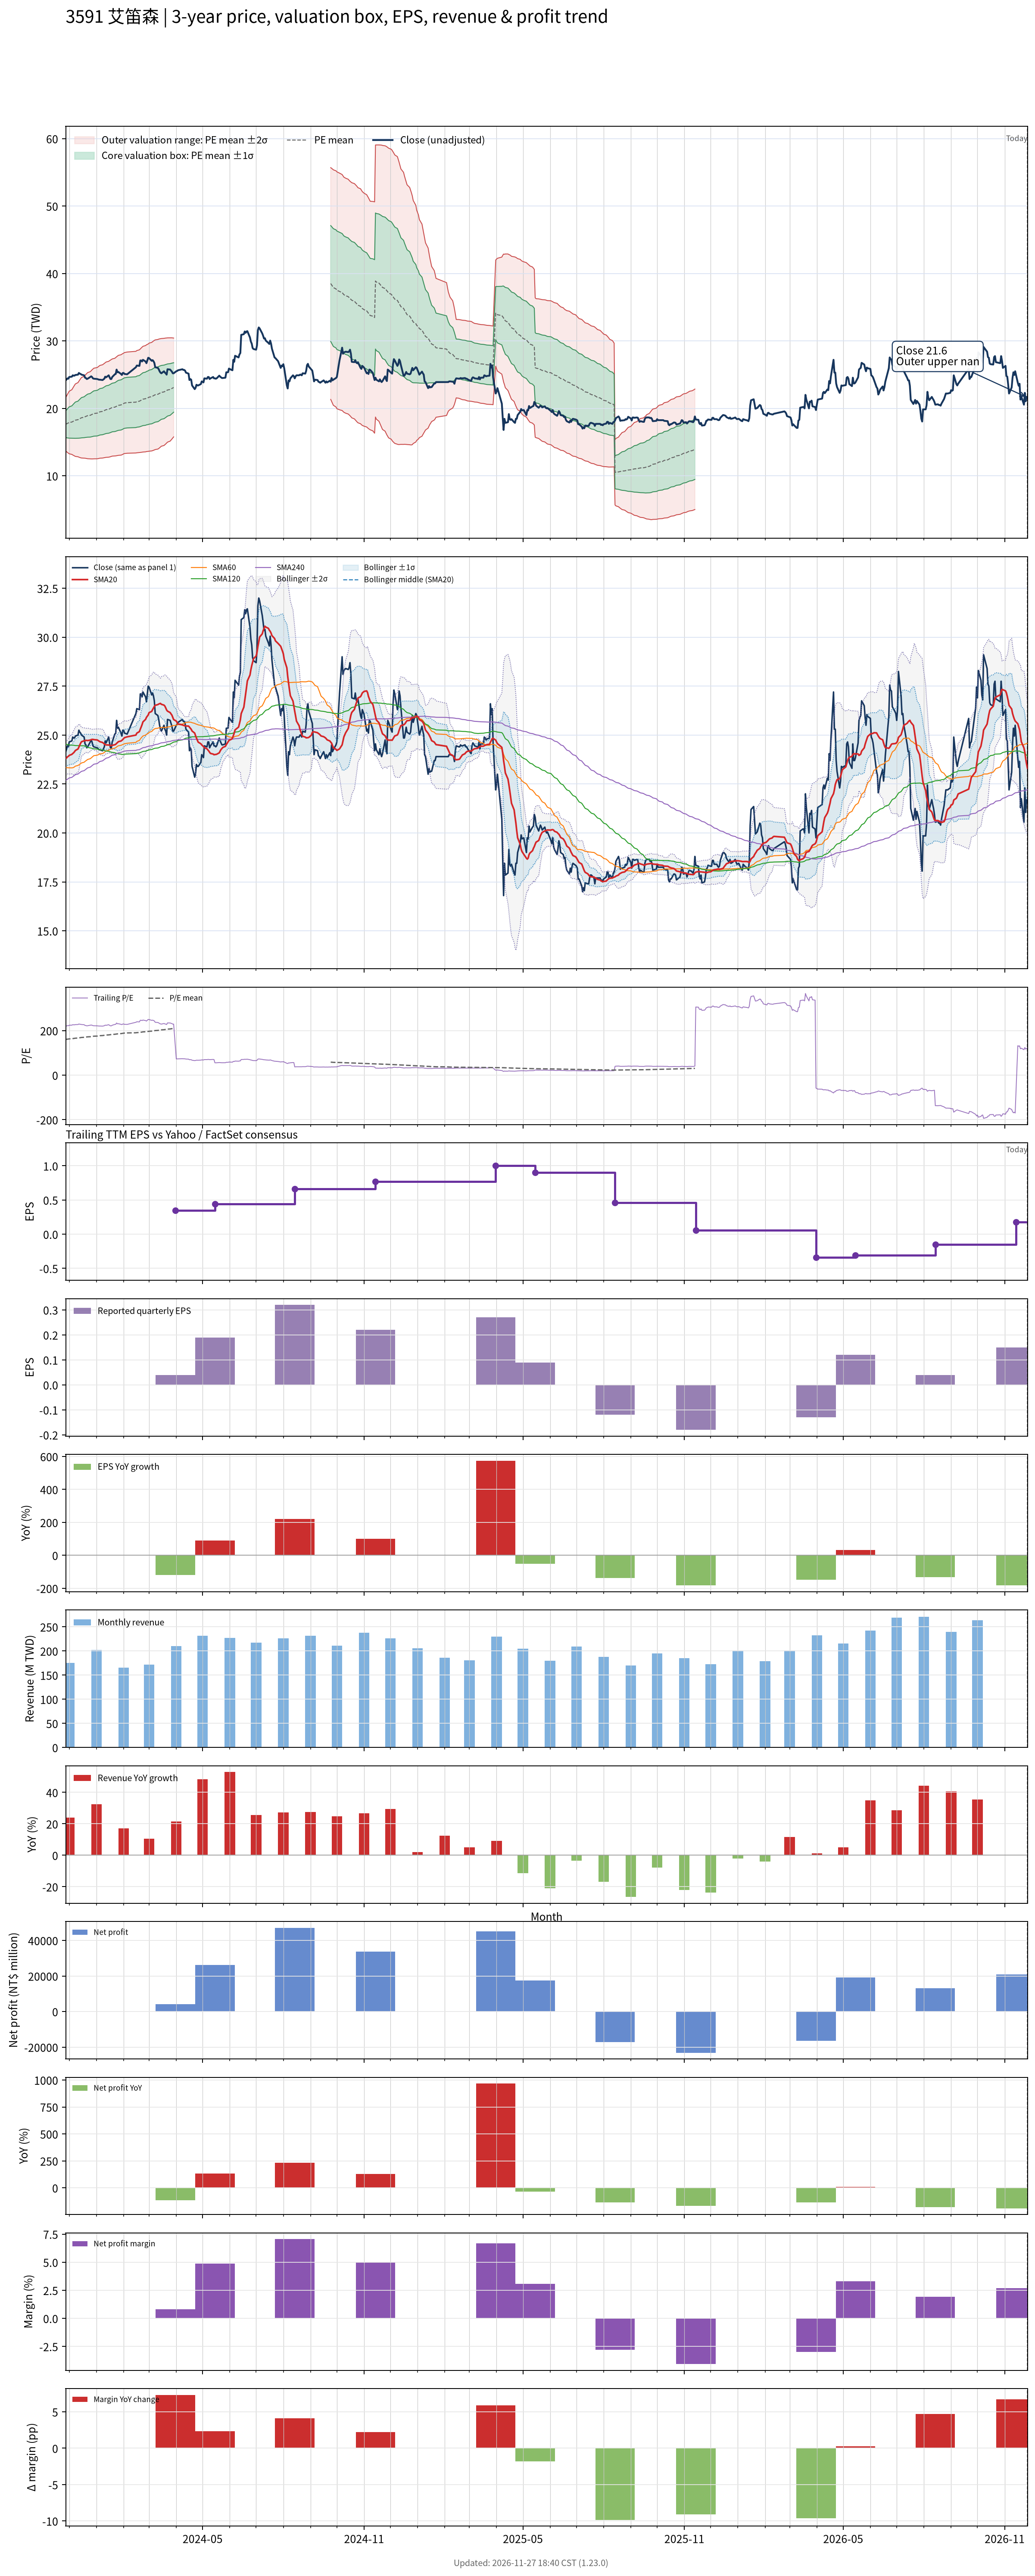 3591 艾笛森 | 3-year price, valuation box, EPS, revenue & profit trend
Outer valuation range: PE mean ±2σ
PE mean
Close (unadjusted)
Core valuation box: PE mean ±1σ
Today
Close 21.6
Outer upper nan
Price (TWD)
60
50
40
30
20
10
Close (same as panel 1)
SMA20
SMA60
SMA120
SMA240
Bollinger ±2σ
Bollinger ±1σ
Bollinger middle (SMA20)
Price
32.5
30.0
27.5
25.0
22.5
20.0
17.5
15.0
Trailing P/E
P/E mean
P/E
200
0
-200
Trailing TTM EPS vs Yahoo / FactSet consensus
Today
EPS
1.0
0.5
0.0
-0.5
Reported quarterly EPS
EPS
0.3
0.2
0.1
0.0
-0.1
-0.2
EPS YoY growth
YoY (%)
600
400
200
0
-200
Monthly revenue
Revenue (M TWD)
250
200
150
100
50
0
Revenue YoY growth
YoY (%)
40
20
0
-20
Month
Net profit
Net profit (NT$ million)
40000
20000
0
-20000
Net profit YoY
YoY (%)
1000
750
500
250
0
Net profit margin
Margin (%)
7.5
5.0
2.5
0.0
-2.5
Margin YoY change
Δ margin (pp)
5
0
-5
-10
2024-05
2024-11
2025-05
2025-11
2026-05
2026-11
Updated: 2026-11-27 18:40 CST (1.23.0)